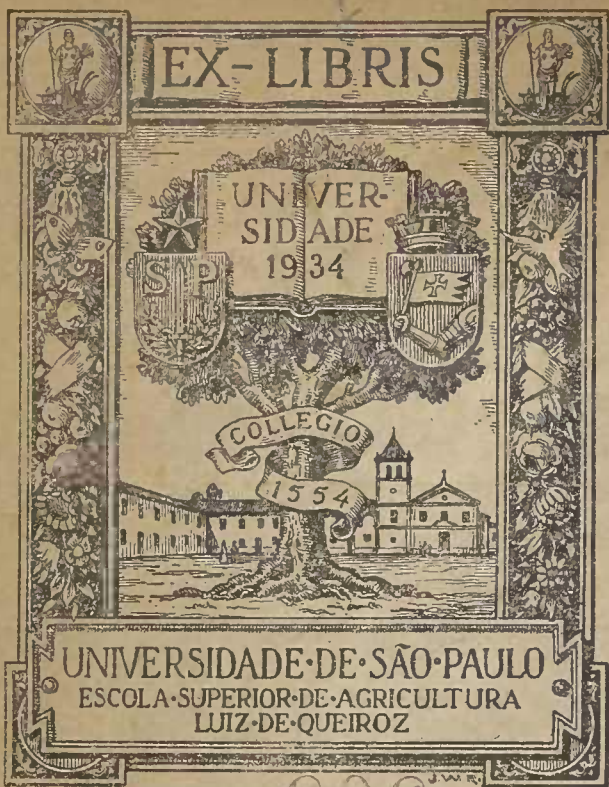 EX-LIBRIS
UNIVER-
SIDADE
1934
S P
COLLEGIO
1554
UNIVERSIDADE·DE·SÃO·PAULO
ESCOLA·SUPERIOR·DE·AGRICULTURA
LUIZ·DE·QUEIROZ
J.W.R.